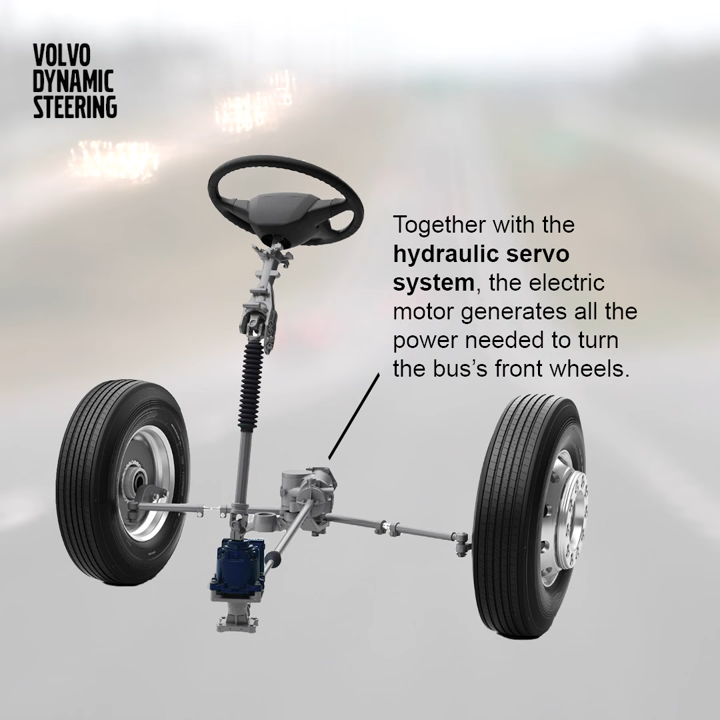 VOLVO
DYNAMIC
STEERING
Together with the
hydraulic servo
system, the electric
motor generates all the
power needed to turn
the bus's front wheels.